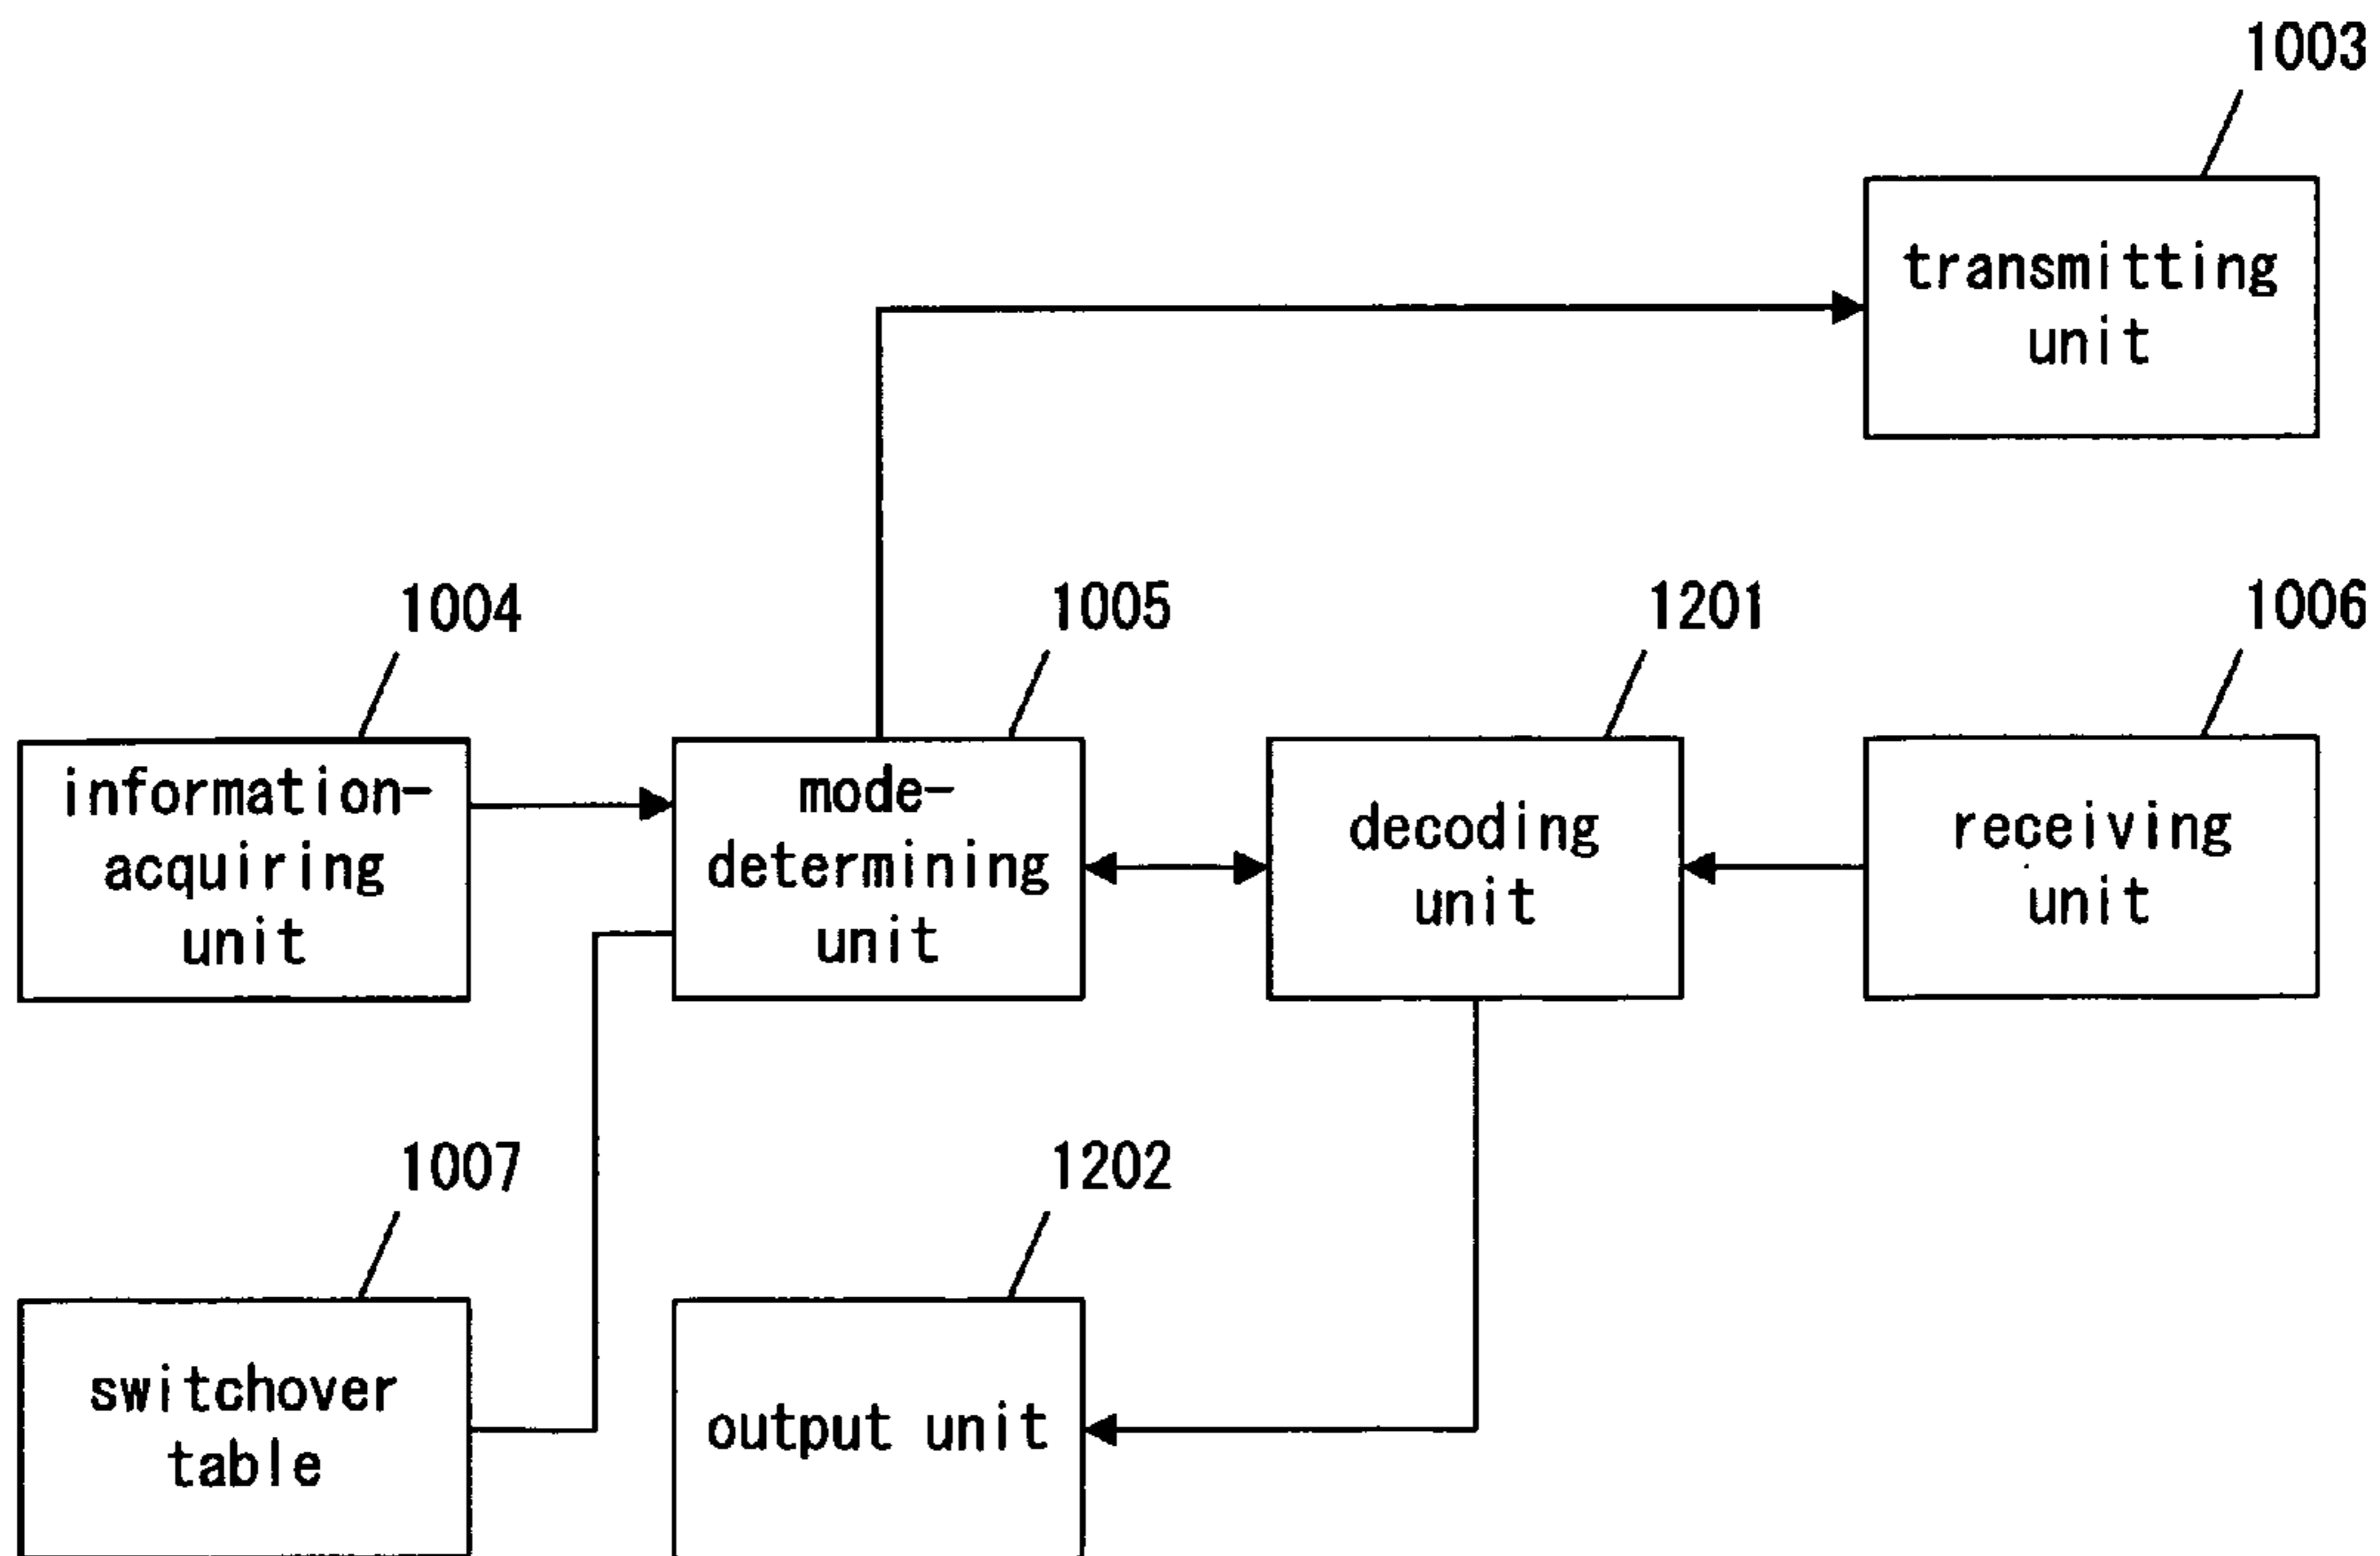 1003
transmitting
unit
1004
1005
1201
1006
information-
acquiring
unit
mode-
determining
unit
decoding
unit
receiving
unit
1007
1202
switchover
table
output unit